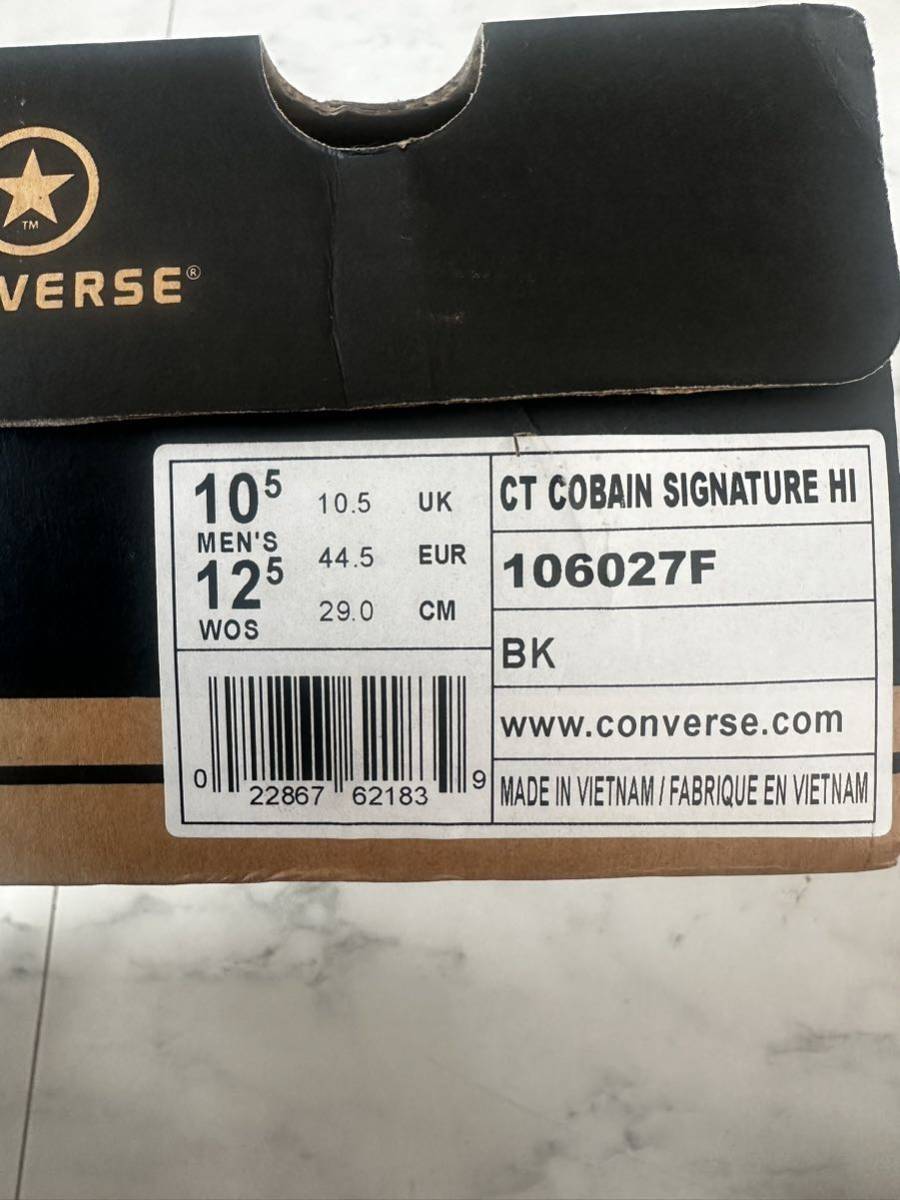 TM
VERSE®
10⁵ 10.5 UK
MEN'S
44.5 EUR
12⁵
29.0 CM
WOS
CT COBAIN SIGNATURE HI
106027F
BK
www.converse.com
MADE IN VIETNAM / FABRIQUE EN VIETNAM
0 22867 62183 9